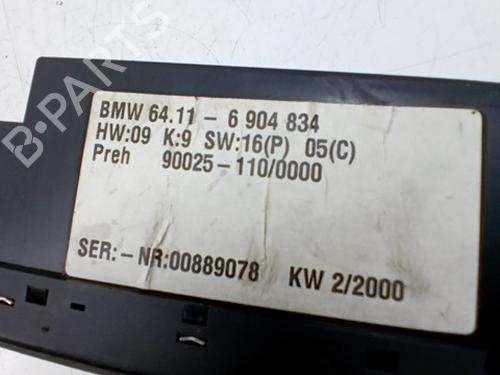 BMW 64.11 - 6 904 834
HW:09 K:9 SW:16(P) 05(C)
Preh 90025-110/0000
SER:-NR:00889078 KW 2/2000